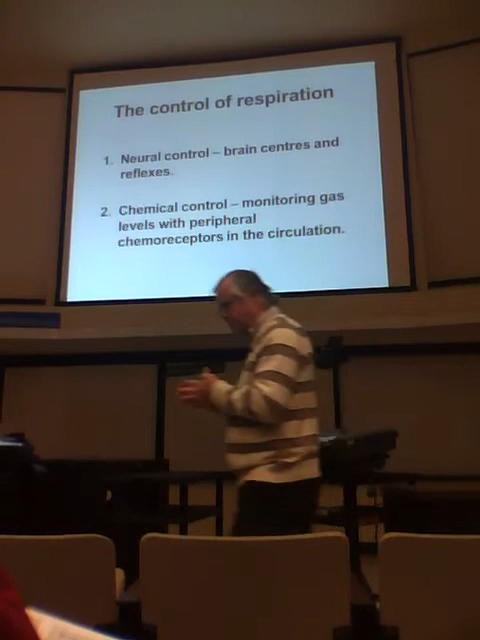 The control of respiration
1. Neural control – brain centres and
reflexes.
2. Chemical control – monitoring gas
levels with peripheral
chemoreceptors in the circulation.